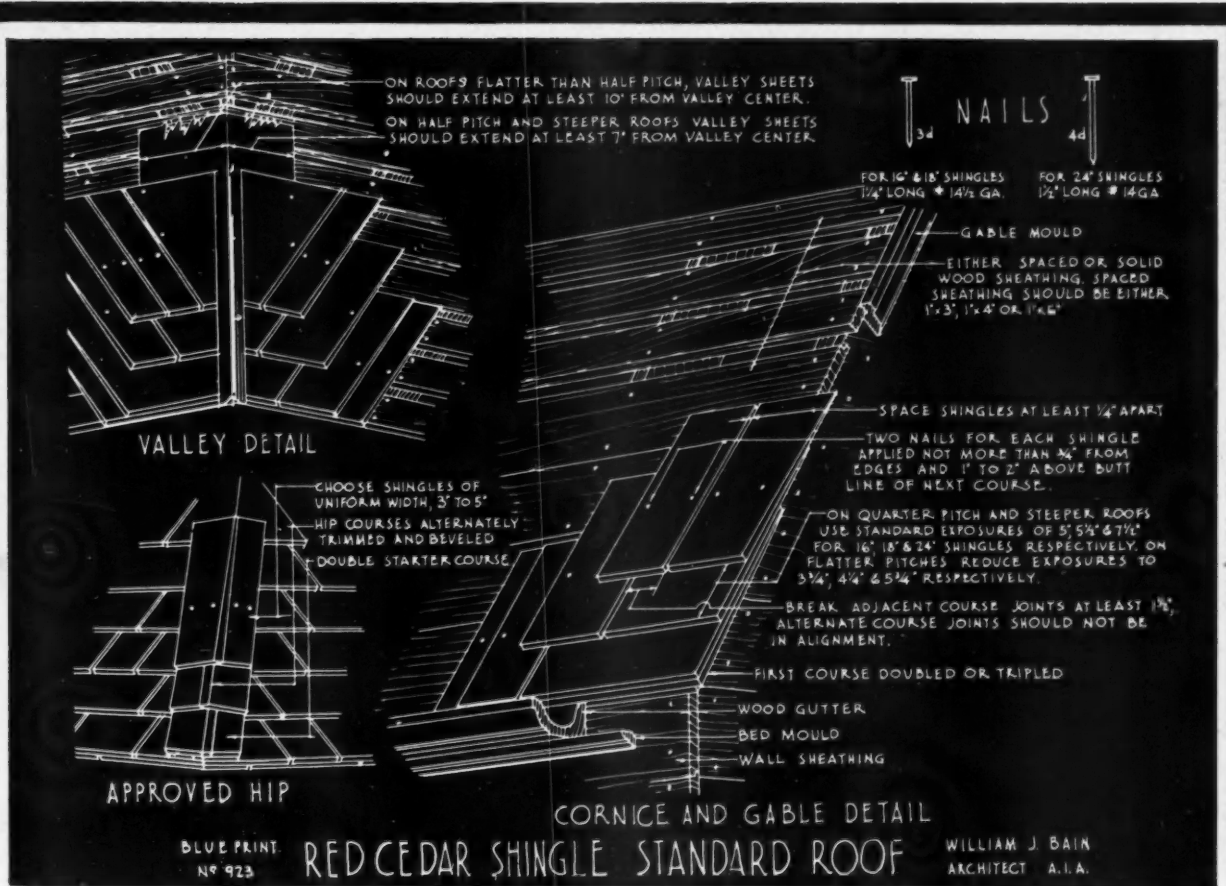 ON ROOFS FLATTER THAN HALF PITCH, VALLEY SHEETS
SHOULD EXTEND AT LEAST 10" FROM VALLEY CENTER.
ON HALF PITCH AND STEEPER ROOFS VALLEY SHEETS
SHOULD EXTEND AT LEAST 7" FROM VALLEY CENTER
VALLEY DETAIL
NAILS
3d
4d
FOR 16" & 18" SHINGLES
1¼" LONG # 14½ GA.
FOR 24" SHINGLES
1½" LONG # 14 GA
GABLE MOULD
EITHER SPACED OR SOLID
WOOD SHEATHING. SPACED
SHEATHING SHOULD BE EITHER
1"x3", 1"x4" OR 1"x6"
SPACE SHINGLES AT LEAST ¼" APART
TWO NAILS FOR EACH SHINGLE
APPLIED NOT MORE THAN ¾" FROM
EDGES AND 1" TO 2" ABOVE BUTT
LINE OF NEXT COURSE.
ON QUARTER PITCH AND STEEPER ROOFS
USE STANDARD EXPOSURES OF 5", 5½" & 7½"
FOR 16", 18" & 24" SHINGLES RESPECTIVELY. ON
FLATTER PITCHES REDUCE EXPOSURES TO
3¾", 4¼" & 5¾" RESPECTIVELY.
BREAK ADJACENT COURSE JOINTS AT LEAST 1½",
ALTERNATE COURSE JOINTS SHOULD NOT BE
IN ALIGNMENT.
FIRST COURSE DOUBLED OR TRIPLED
WOOD GUTTER
BED MOULD
WALL SHEATHING
CORNICE AND GABLE DETAIL
CHOOSE SHINGLES OF
UNIFORM WIDTH, 3" TO 5"
HIP COURSES ALTERNATELY
TRIMMED AND BEVELED
DOUBLE STARTER COURSE
APPROVED HIP
BLUE PRINT
Nº 923
RED CEDAR SHINGLE STANDARD ROOF
WILLIAM J. BAIN
ARCHITECT A.I.A.